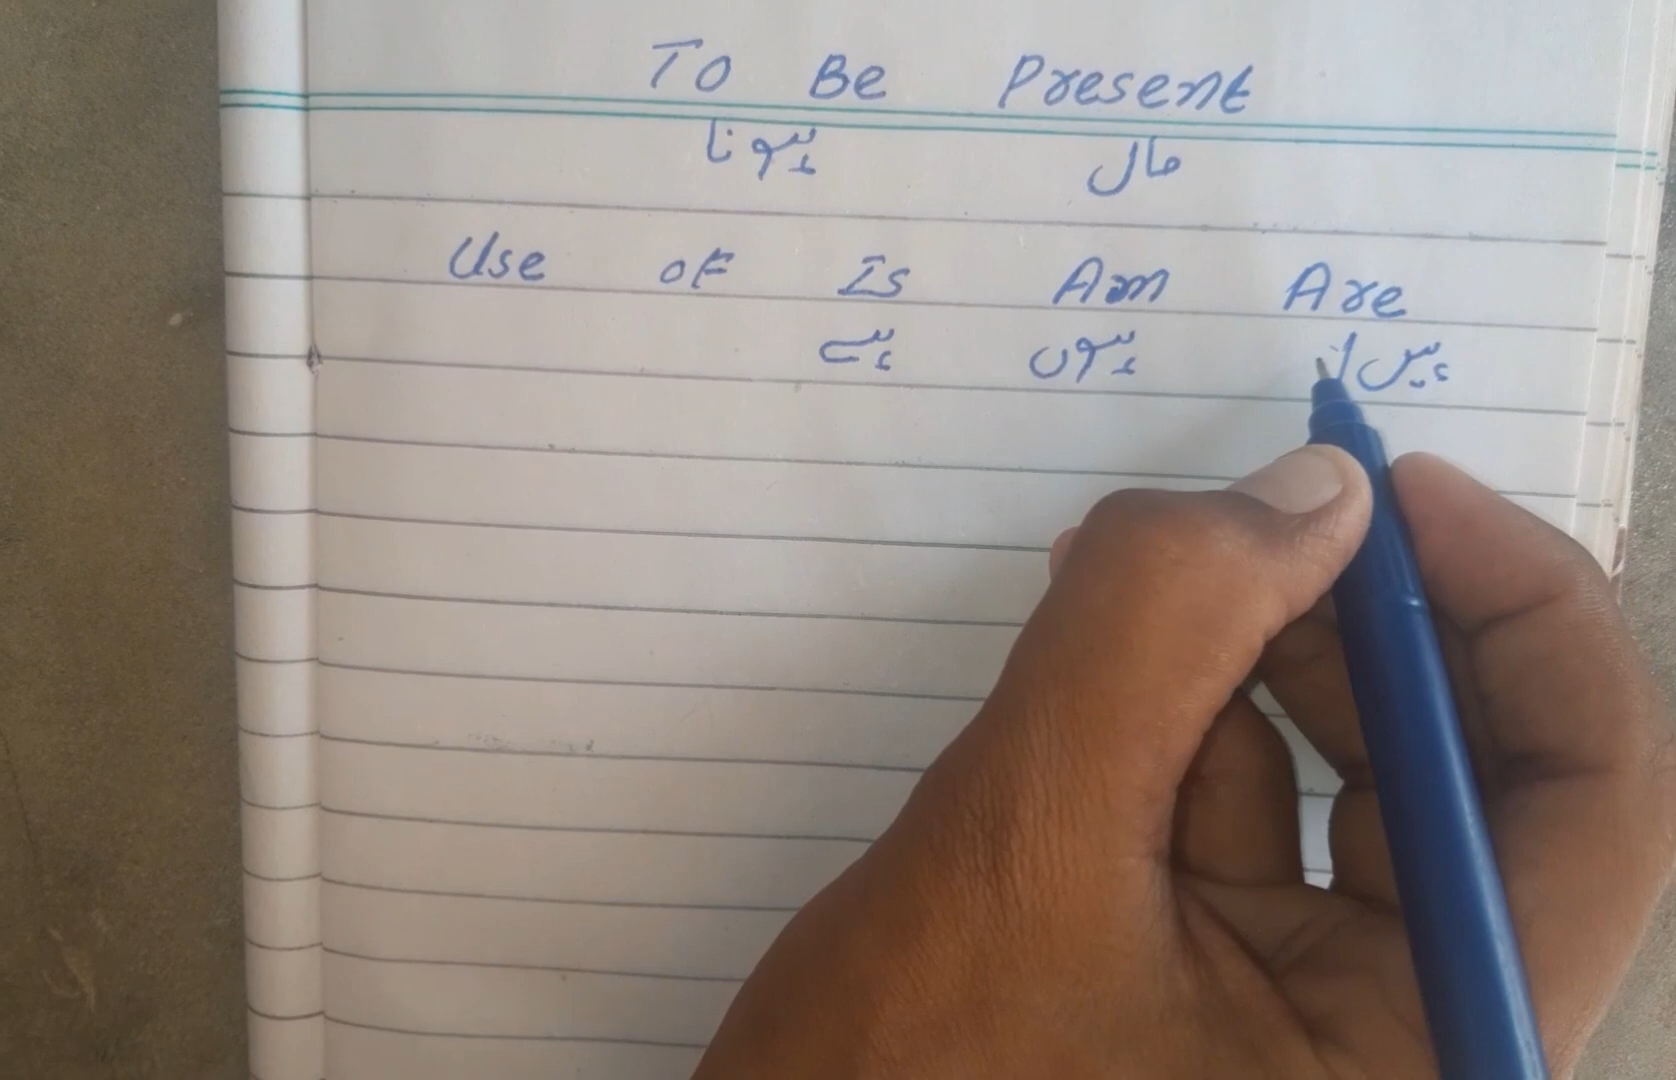 To Be Present
ہونا حال
Use of Is Am Are
ہے ہوں ہیں /